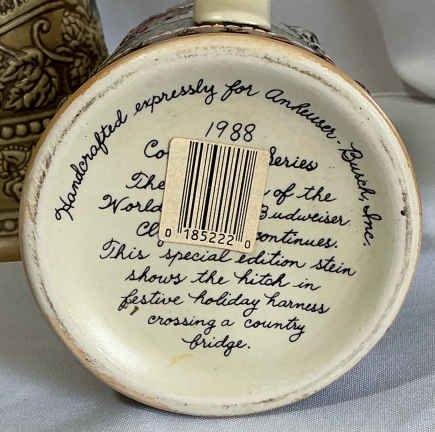 Handcrafted expressly for Anheuser-Busch, Inc.
1988
Co Series
The of the
World Budweiser
Cl continues.
This special edition stein
shows the hitch in
festive holiday harness
crossing a country
bridge.
0 185222 0